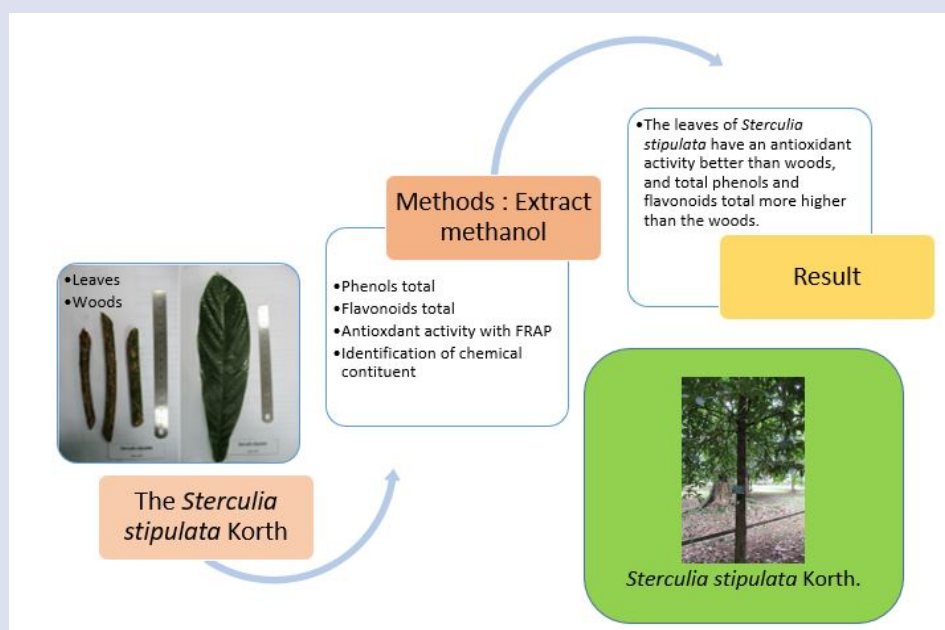 •Leaves
•Woods
The Sterculia
stipulata Korth
Methods : Extract
methanol
•Phenols total
•Flavonoids total
•Antioxdant activity with FRAP
•Identification of chemical
contituent
•The leaves of Sterculia
stipulata have an antioxidant
activity better than woods,
and total phenols and
flavonoids total more higher
than the woods.
Result
Sterculia stipulata Korth.